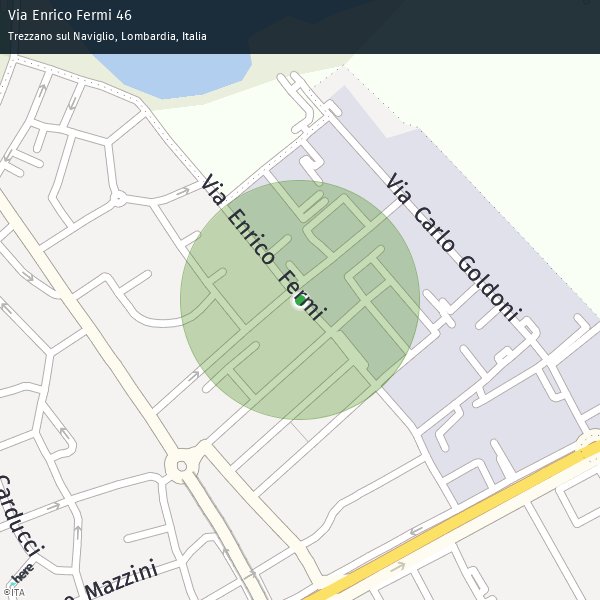 Via Enrico Fermi 46
Trezzano sul Naviglio, Lombardia, Italia
Via Enrico Fermi
Via Carlo Goldoni
Carducci
o Mazzini
here
©ITA